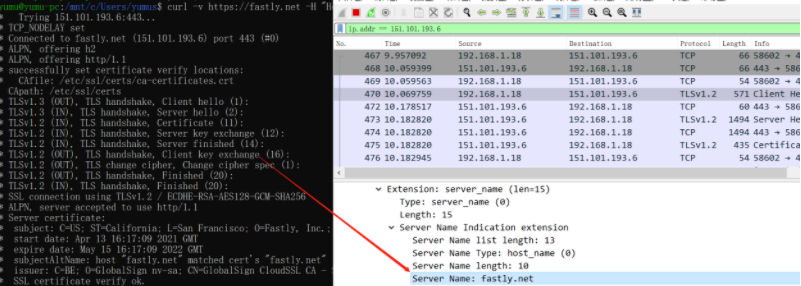 yumu@yumu-pc:/mnt/c/Users/yumus$ curl -v https://fastly.net -H "H
* Trying 151.101.193.6:443...
* TCP_NODELAY set
* Connected to fastly.net (151.101.193.6) port 443 (#0)
* ALPN, offering h2
* ALPN, offering http/1.1
* successfully set certificate verify locations:
* CAfile: /etc/ssl/certs/ca-certificates.crt
CApath: /etc/ssl/certs
* TLSv1.3 (OUT), TLS handshake, Client hello (1):
* TLSv1.3 (IN), TLS handshake, Server hello (2):
* TLSv1.2 (IN), TLS handshake, Certificate (11):
* TLSv1.2 (IN), TLS handshake, Server key exchange (12):
* TLSv1.2 (IN), TLS handshake, Server finished (14):
* TLSv1.2 (OUT), TLS handshake, Client key exchange (16):
* TLSv1.2 (OUT), TLS change cipher, Change cipher spec (1):
* TLSv1.2 (OUT), TLS handshake, Finished (20):
* TLSv1.2 (IN), TLS handshake, Finished (20):
* SSL connection using TLSv1.2 / ECDHE-RSA-AES128-GCM-SHA256
* ALPN, server accepted to use http/1.1
* Server certificate:
* subject: C=US; ST=California; L=San Francisco; O=Fastly, Inc.;
* start date: Apr 13 16:17:09 2021 GMT
* expire date: May 15 16:17:09 2022 GMT
* subjectAltName: host "fastly.net" matched cert's "fastly.net"
* issuer: C=BE; O=GlobalSign nv-sa; CN=GlobalSign CloudSSL CA - S
* SSL certificate verify ok.
ip.addr == 151.101.193.6
No. Time Source Destination Protocol Length Info
467 9.957092 192.168.1.18 151.101.193.6 TCP 66 58602 → 4
468 10.059399 151.101.193.6 192.168.1.18 TCP 66 443 → 58
469 10.059563 192.168.1.18 151.101.193.6 TCP 54 58602 → 4
470 10.069759 192.168.1.18 151.101.193.6 TLSv1.2 571 Client He
472 10.178517 151.101.193.6 192.168.1.18 TCP 60 443 → 58
473 10.182820 151.101.193.6 192.168.1.18 TLSv1.2 1494 Server He
474 10.182820 151.101.193.6 192.168.1.18 TCP 1494 443 → 58
475 10.182820 151.101.193.6 192.168.1.18 TLSv1.2 435 Certifica
476 10.182945 192.168.1.18 151.101.193.6 TCP 54 58602 → 4
Extension: server_name (len=15)
Type: server_name (0)
Length: 15
Server Name Indication extension
Server Name list length: 13
Server Name Type: host_name (0)
Server Name length: 10
Server Name: fastly.net